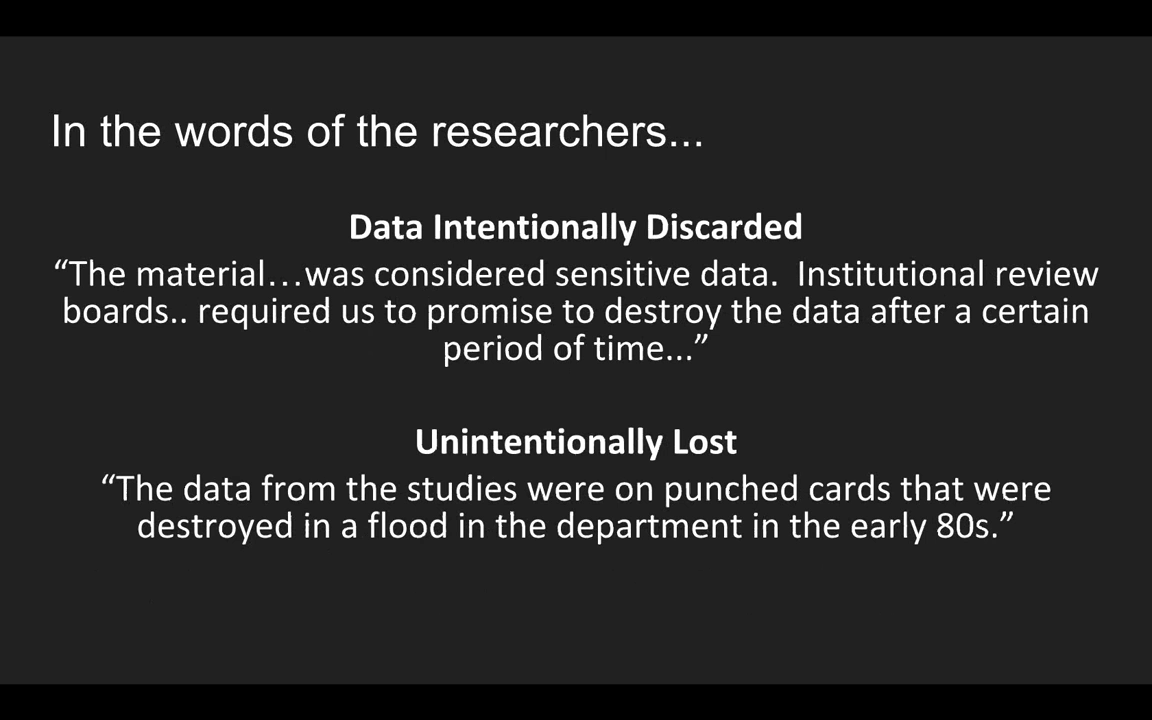 In the words of the researchers...
Data Intentionally Discarded
“The material…was considered sensitive data.  Institutional review
boards.. required us to promise to destroy the data after a certain
period of time...”
Unintentionally Lost
“The data from the studies were on punched cards that were
destroyed in a flood in the department in the early 80s.”